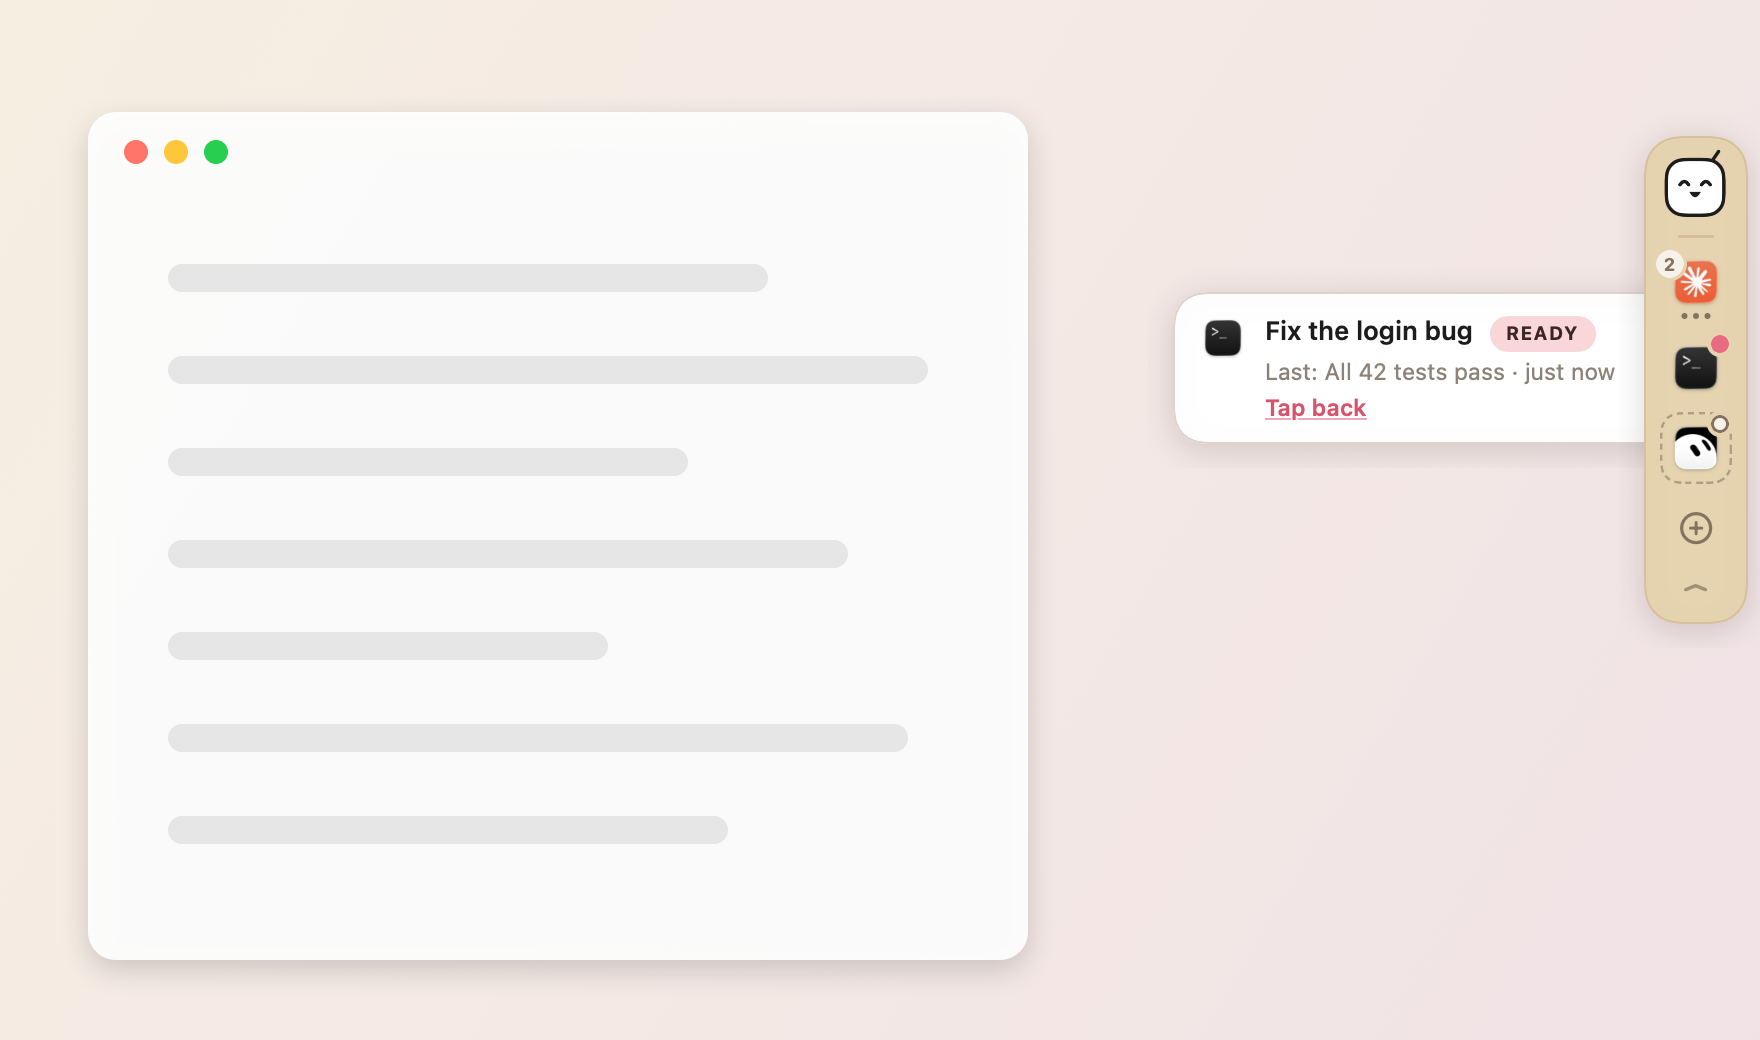 2
Fix the login bug READY
Last: All 42 tests pass · just now
Tap back
>_
>_